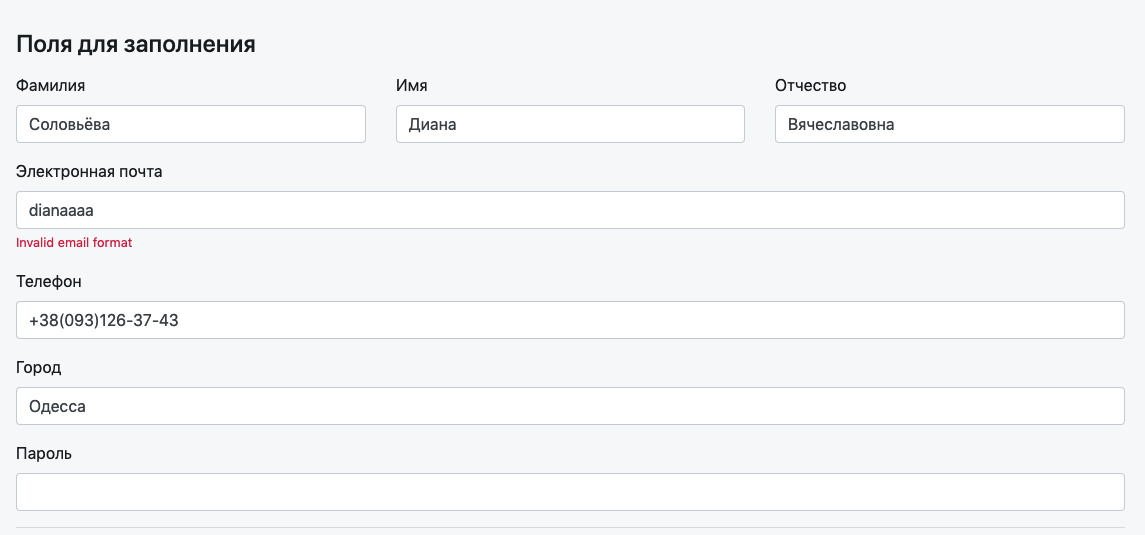 Поля для заполнения
Фамилия Имя Отчество
Соловьёва Диана Вячеславовна
Электронная почта
dianaaaa
Invalid email format
Телефон
+38(093)126-37-43
Город
Одесса
Пароль